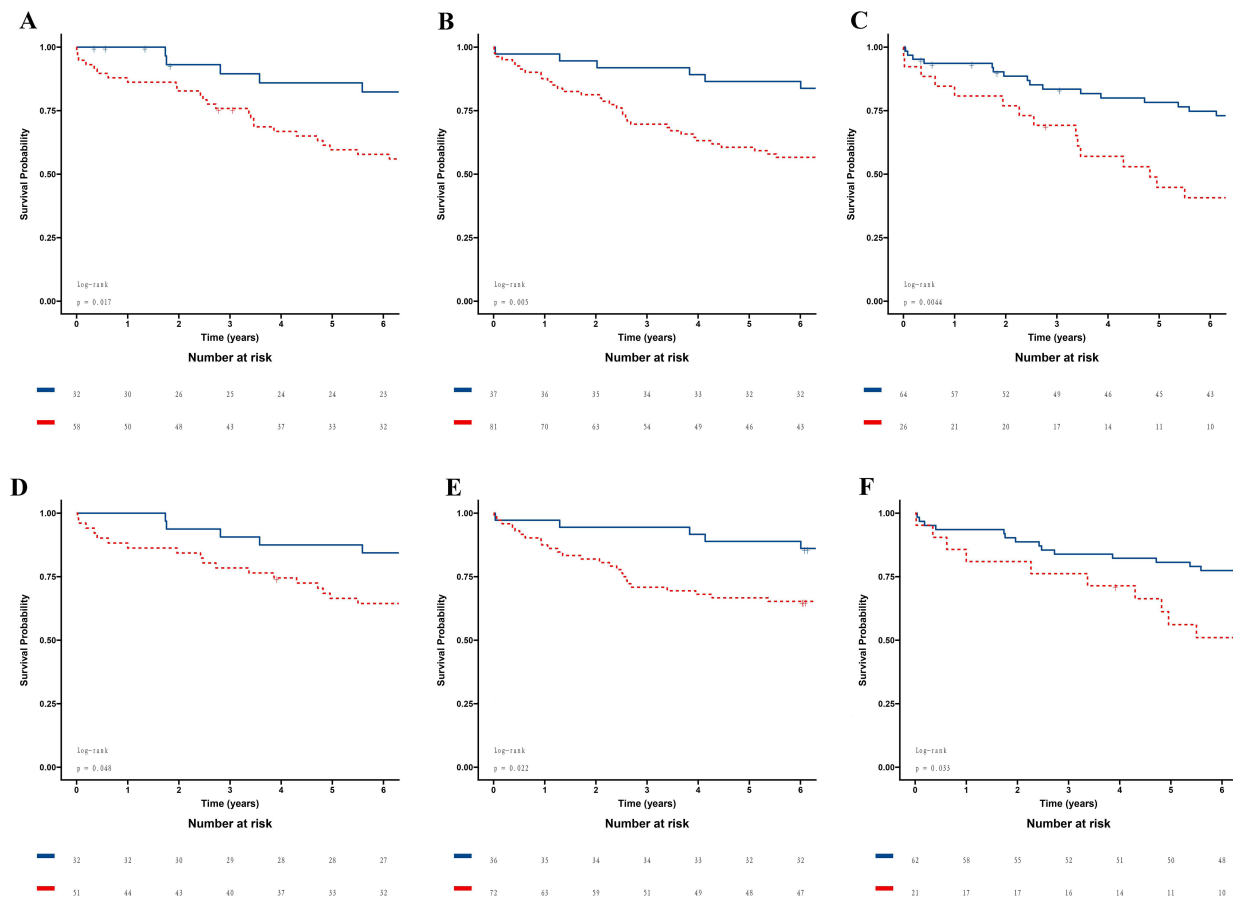 A
1.00
0.75
0.50
0.25
0.00
Survival Probability
log-rank
p = 0.017
0 1 2 3 4 5 6
Time (years)
Number at risk
32 30 26 25 24 24 23
58 50 48 43 37 33 32
B
1.00
0.75
0.50
0.25
0.00
Survival Probability
log-rank
p = 0.005
0 1 2 3 4 5 6
Time (years)
Number at risk
37 36 35 34 33 32 32
81 70 63 54 49 46 43
C
1.00
0.75
0.50
0.25
0.00
Survival Probability
log-rank
p = 0.0044
0 1 2 3 4 5 6
Time (years)
Number at risk
64 57 52 49 46 45 43
26 21 20 17 14 11 10
D
1.00
0.75
0.50
0.25
0.00
Survival Probability
log-rank
p = 0.048
0 1 2 3 4 5 6
Time (years)
Number at risk
32 32 30 29 28 28 27
51 44 43 40 37 33 32
E
1.00
0.75
0.50
0.25
0.00
Survival Probability
log-rank
p = 0.022
0 1 2 3 4 5 6
Time (years)
Number at risk
36 35 34 34 33 32 32
72 63 59 51 49 48 47
F
1.00
0.75
0.50
0.25
0.00
Survival Probability
log-rank
p = 0.033
0 1 2 3 4 5 6
Time (years)
Number at risk
62 58 55 52 51 50 48
21 17 17 16 14 11 10